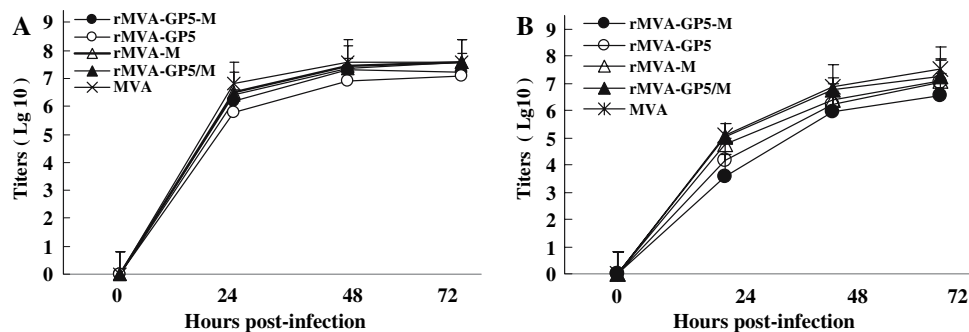 A
rMVA-GP5-M
rMVA-GP5
rMVA-M
rMVA-GP5/M
MVA
Titers ( Lg10 )
9
8
7
6
5
4
3
2
1
0
0 24 48 72
Hours post-infection
B
rMVA-GP5-M
rMVA-GP5
rMVA-M
rMVA-GP5/M
MVA
Titers ( Lg10 )
9
8
7
6
5
4
3
2
1
0
0 24 48 72
Hours post-infection